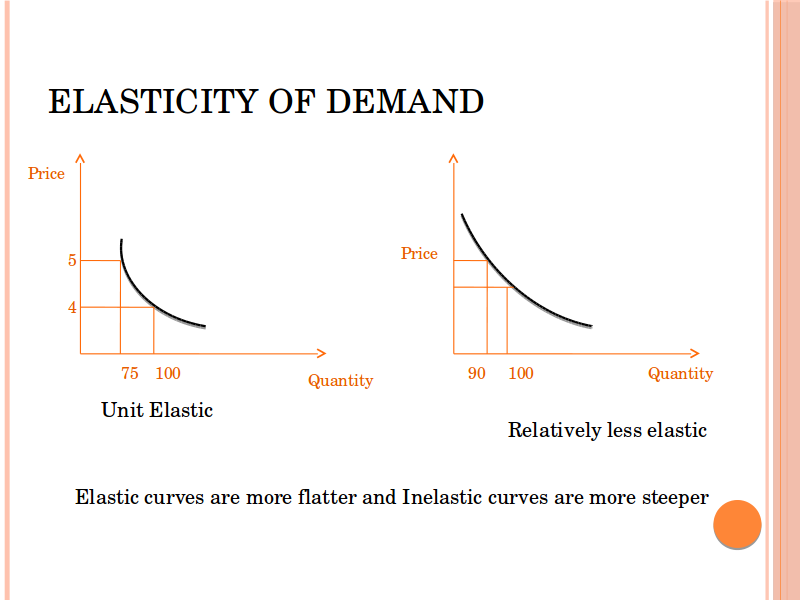 ELASTICITY OF DEMAND
Price
5
4
75 100
Quantity
Unit Elastic
Price
90 100
Quantity
Relatively less elastic
Elastic curves are more flatter and Inelastic curves are more steeper